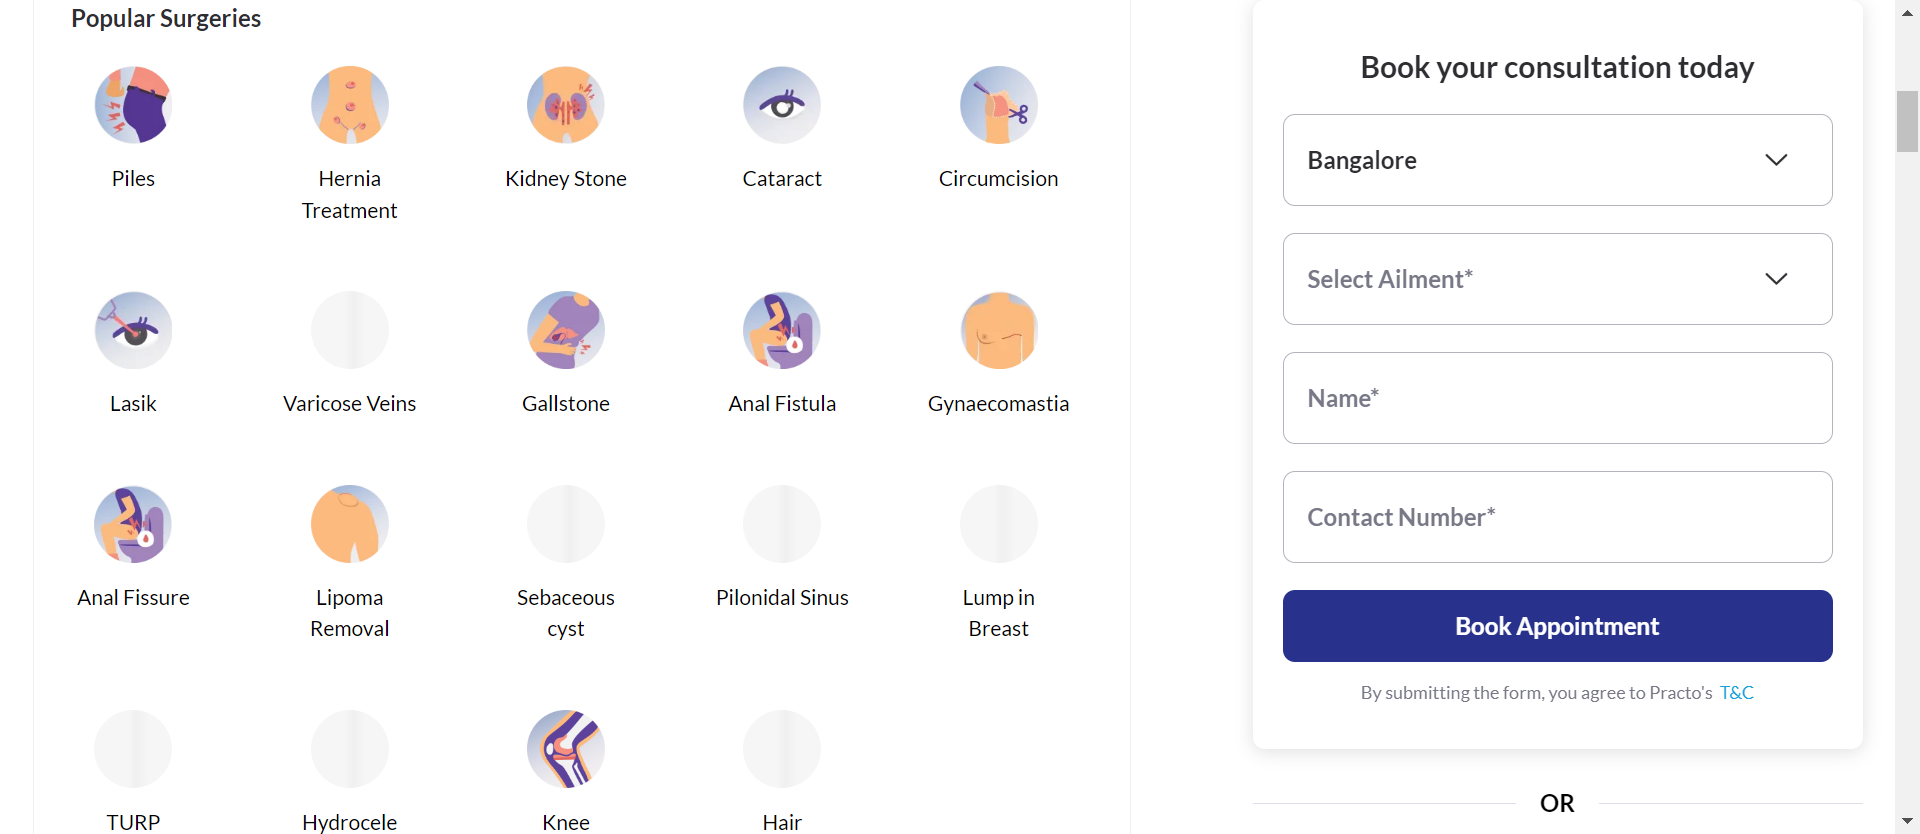 Popular Surgeries
Piles
Hernia
Treatment
Kidney Stone
Cataract
Circumcision
Lasik
Varicose Veins
Gallstone
Anal Fistula
Gynaecomastia
Anal Fissure
Lipoma
Removal
Sebaceous
cyst
Pilonidal Sinus
Lump in
Breast
TURP
Hydrocele
Knee
Hair
Book your consultation today
Bangalore
Select Ailment*
Name*
Contact Number*
Book Appointment
By submitting the form, you agree to Practo's T&C
OR